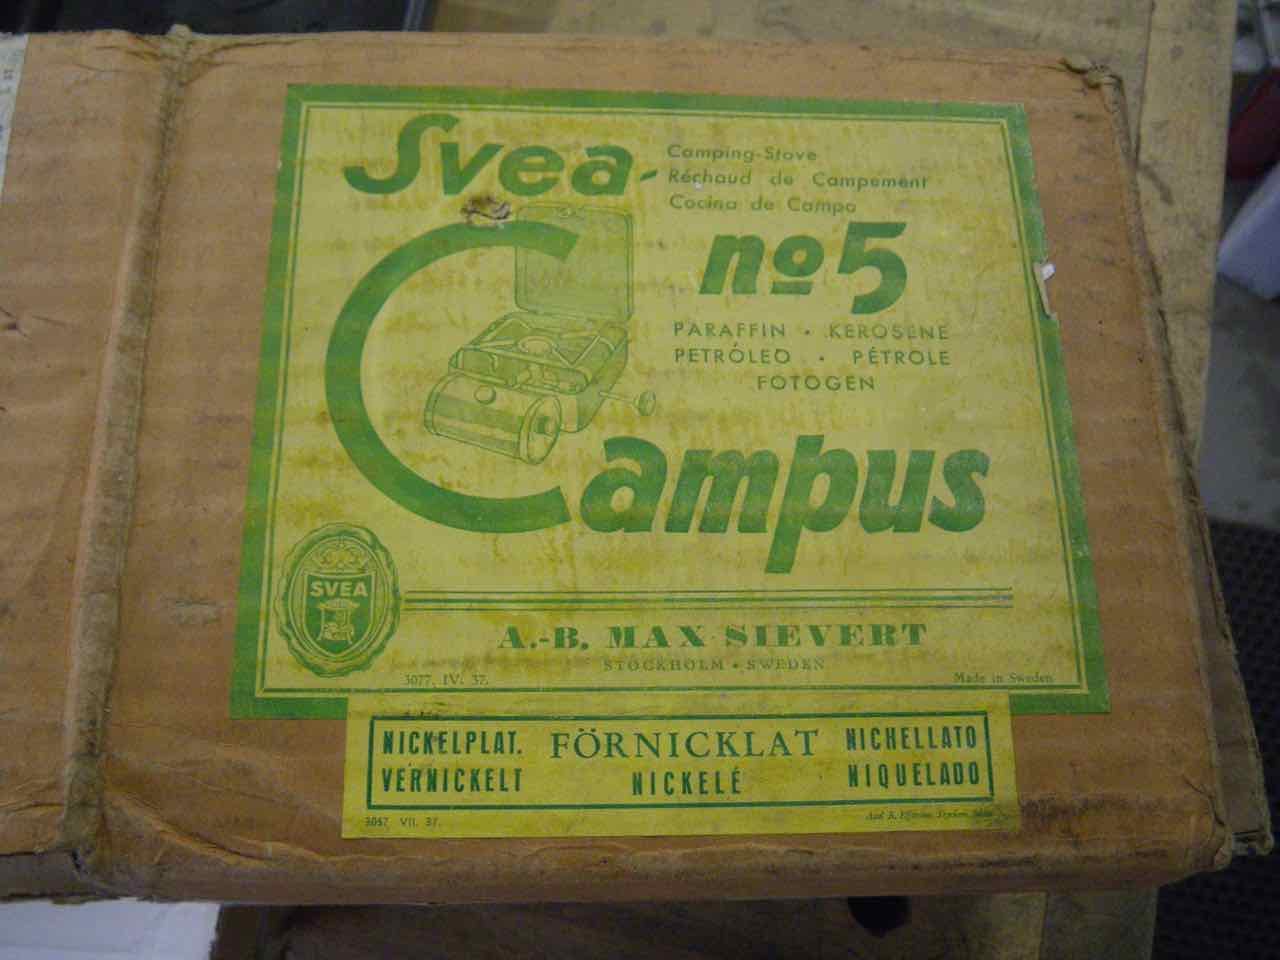 Svea-
Camping-Stove
Réchaud de Campement
Cocina de Campo
nº5
PARAFFIN • KEROSENE
PETRÓLEO • PÉTROLE
FOTOGEN
Campus
SVEA
A.-B. MAX SIEVERT
STOCKHOLM • SWEDEN
3077. IV. 37.
Made in Sweden
NICKELPLAT. FÖRNICKLAT NICHELLATO
VERNICKELT NICKELÉ NIQUELADO
3057 VII. 37.